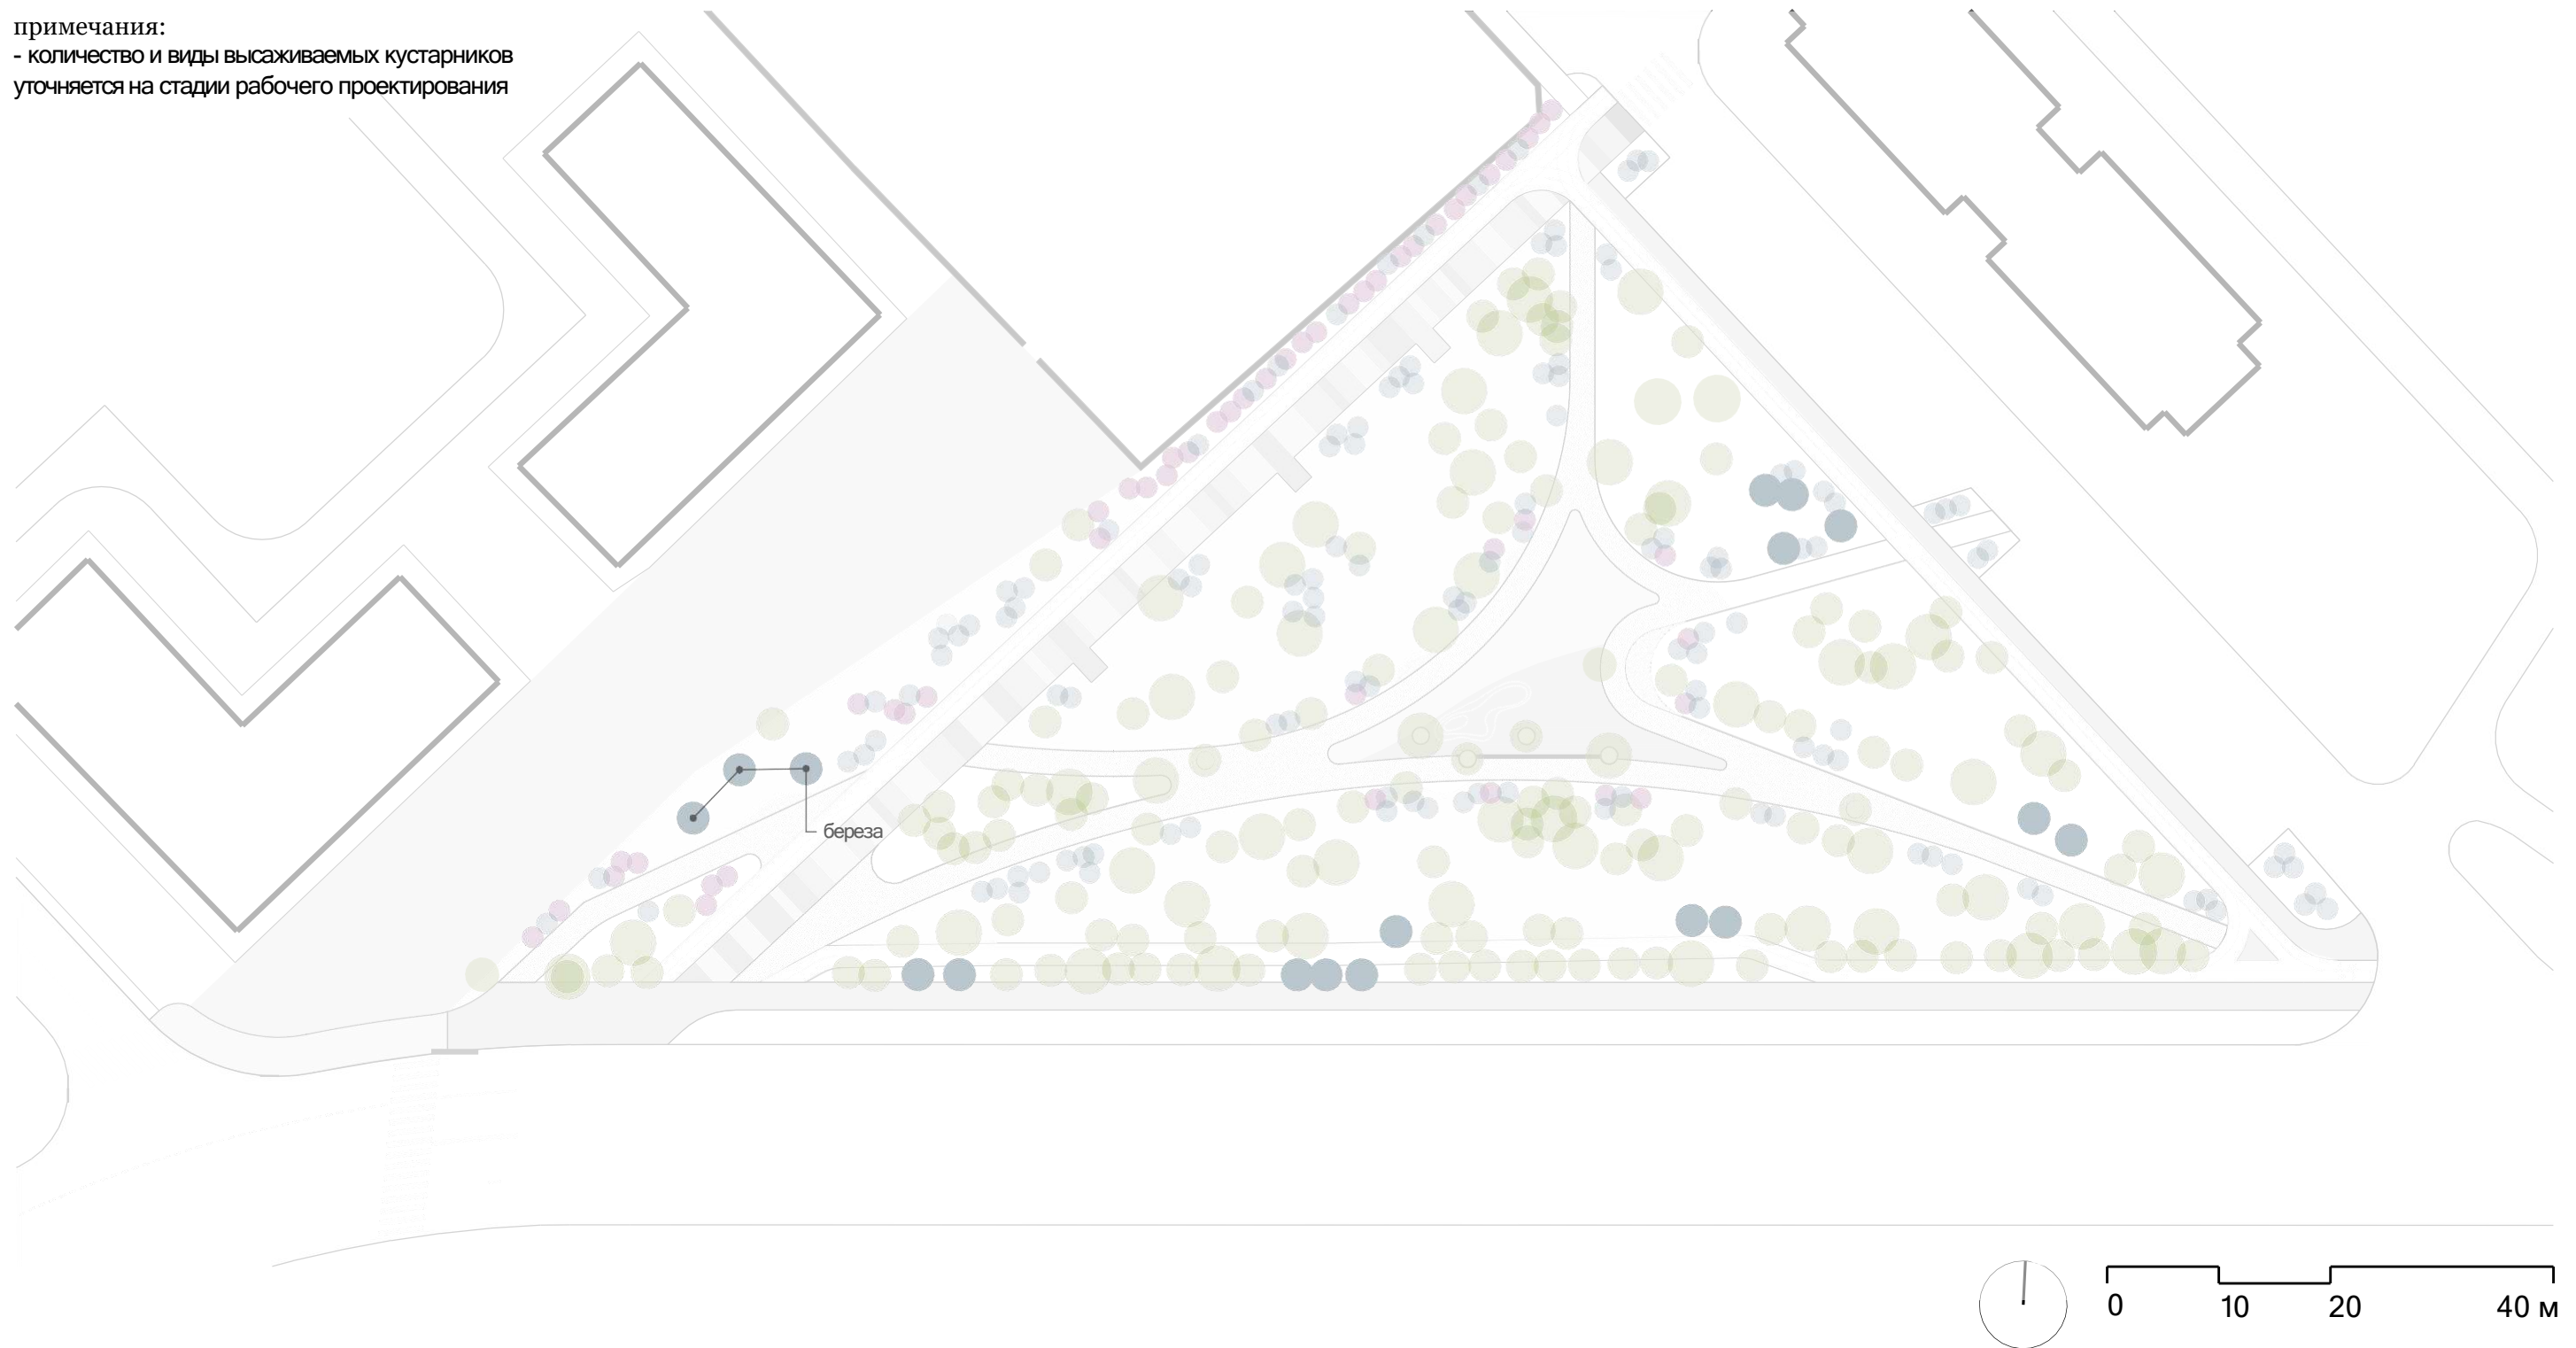 примечания:
- количество и виды высаживаемых кустарников
уточняется на стадии рабочего проектирования
береза
0 10 20 40 м